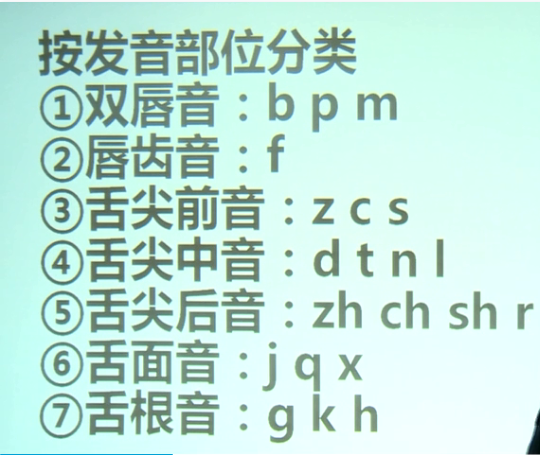 按发音部位分类
①双唇音：b p m
②唇齿音：f
③舌尖前音：z c s
④舌尖中音：d t n l
⑤舌尖后音：zh ch sh r
⑥舌面音：j q x
⑦舌根音：g k h